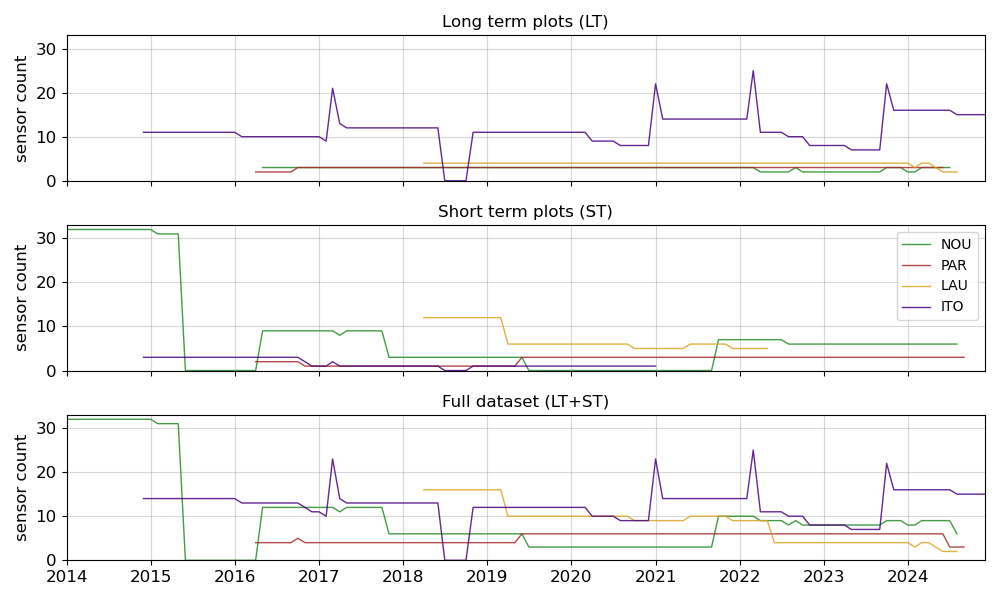 Long term plots (LT)
30
20
10
0
sensor count
Short term plots (ST)
30
20
10
0
sensor count
NOU
PAR
LAU
ITO
Full dataset (LT+ST)
30
20
10
0
sensor count
2014 2015 2016 2017 2018 2019 2020 2021 2022 2023 2024